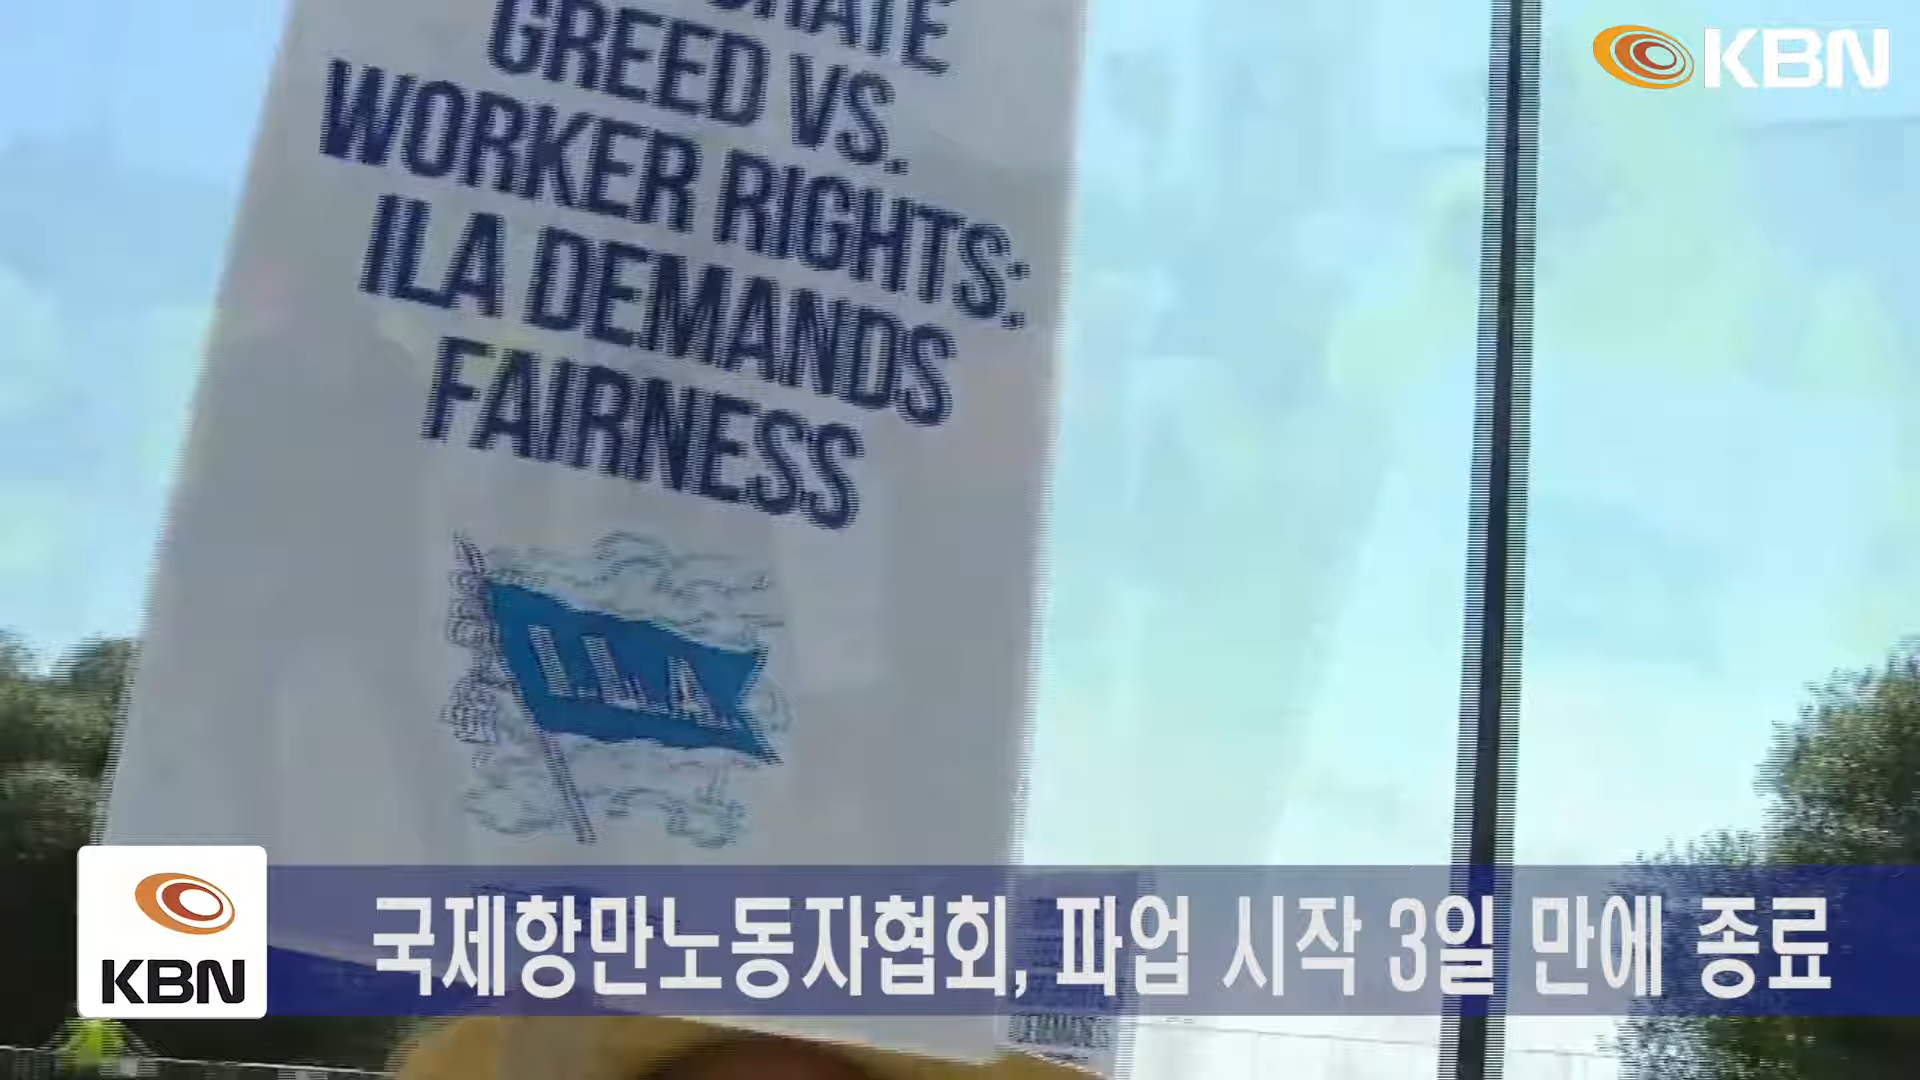 KBN
GREED VS.
WORKER RIGHTS:
ILA DEMANDS
FAIRNESS
I.L.A.
KBN
국제항만노동자협회, 파업 시작 3일 만에 종료